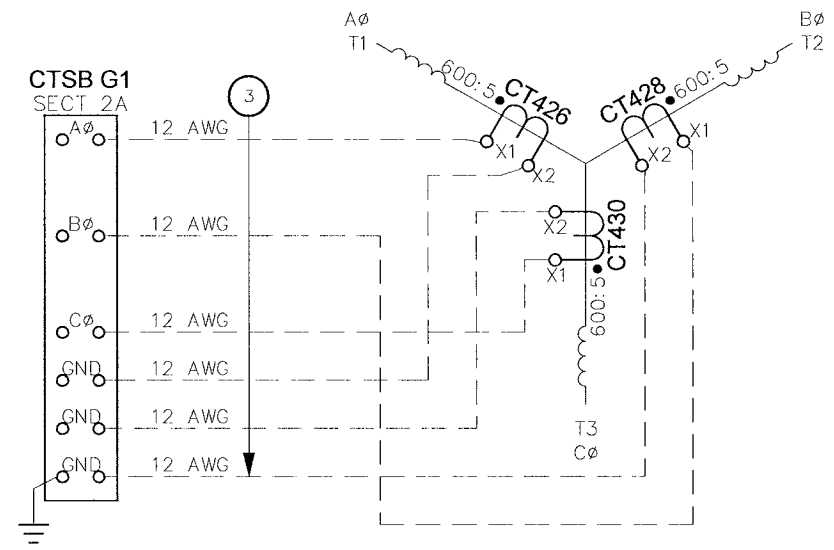 AØ
T1
BØ
T2
CTSB G1
SECT 2A
3
600:5
CT426
CT428
600:5
AØ
12 AWG
X1
X2
X2
X1
BØ
12 AWG
X2
X1
CT430
600:5
CØ
12 AWG
GND
12 AWG
GND
12 AWG
GND
12 AWG
T3
CØ